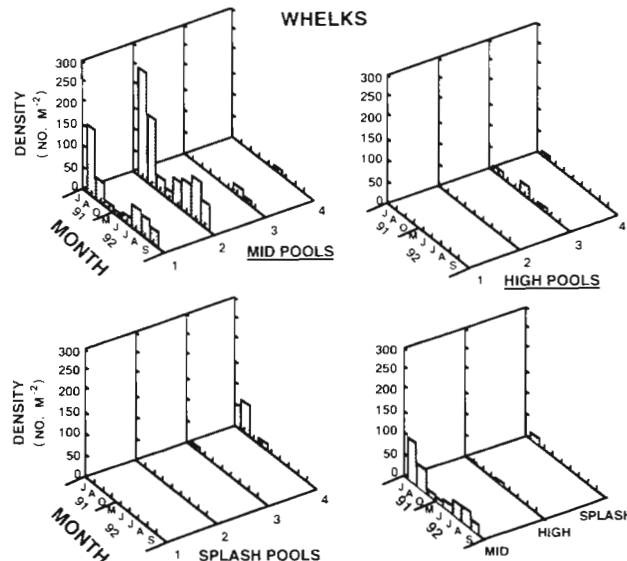 WHELKS
DENSITY
(NO. M⁻²)
300
250
200
150
100
50
0
J A O M J J A S
91 92
MONTH
1 2 3 4
MID POOLS
300
250
200
150
100
50
0
J A O M J J A S
91 92
1 2 3 4
HIGH POOLS
DENSITY
(NO. M⁻²)
300
250
200
150
100
50
0
J A O M J J A S
91 92
MONTH
1 2 3 4
SPLASH POOLS
300
250
200
150
100
50
0
J A O M J J A S
91 92
MID
HIGH
SPLASH